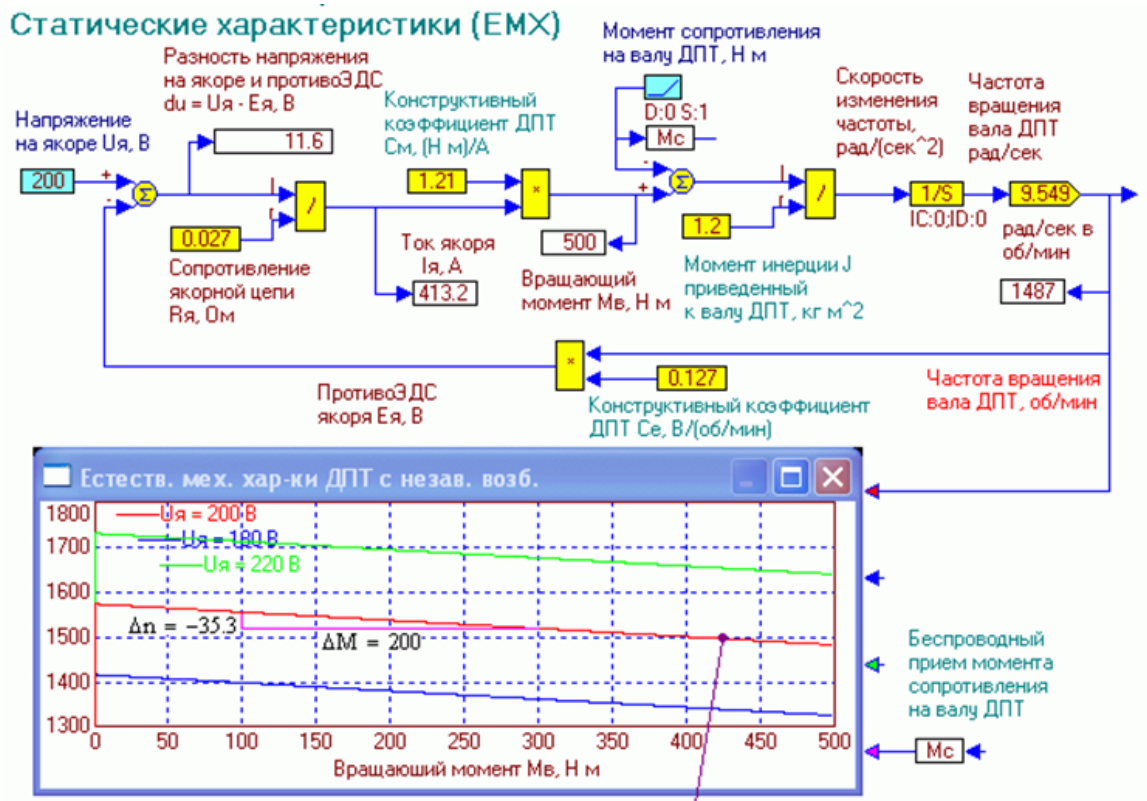 Статические характеристики (ЕМХ)
Разность напряжения
на якоре и противоЭДС
du = Uя - Eя, В
Напряжение
на якоре Uя, В
200
+
-
Σ
11.6
l
r
/
0.027
Сопротивление
якорной цепи
Rя, Ом
Конструктивный
коэффициент ДПТ
См, (Н м)/А
1.21
*
Ток якоря
Iя, А
413.2
500
Вращающий
момент Мв, Н м
Момент сопротивления
на валу ДПТ, Н м
D:0 S:1
Мс
-
+
Σ
l
r
/
1.2
Момент инерции J
приведенный
к валу ДПТ, кг м^2
Скорость
изменения
частоты,
рад/(сек^2)
1/S
IC:0;ID:0
Частота
вращения
вала ДПТ
рад/сек
9.549
рад/сек в
об/мин
1487
*
0.127
ПротивоЭДС
якоря Ея, В
Конструктивный коэффициент
ДПТ Се, В/(об/мин)
Частота вращения
вала ДПТ, об/мин
Естеств. мех. хар-ки ДПТ с незав. возб.
1800
1700
1600
1500
1400
1300
Uя = 200 В
Uя = 180 В
Uя = 220 В
Δn = −35.3
ΔM = 200
0 50 100 150 200 250 300 350 400 450 500
Вращаюший момент Мв, Н м
Беспроводный
прием момента
сопротивления
на валу ДПТ
Мс